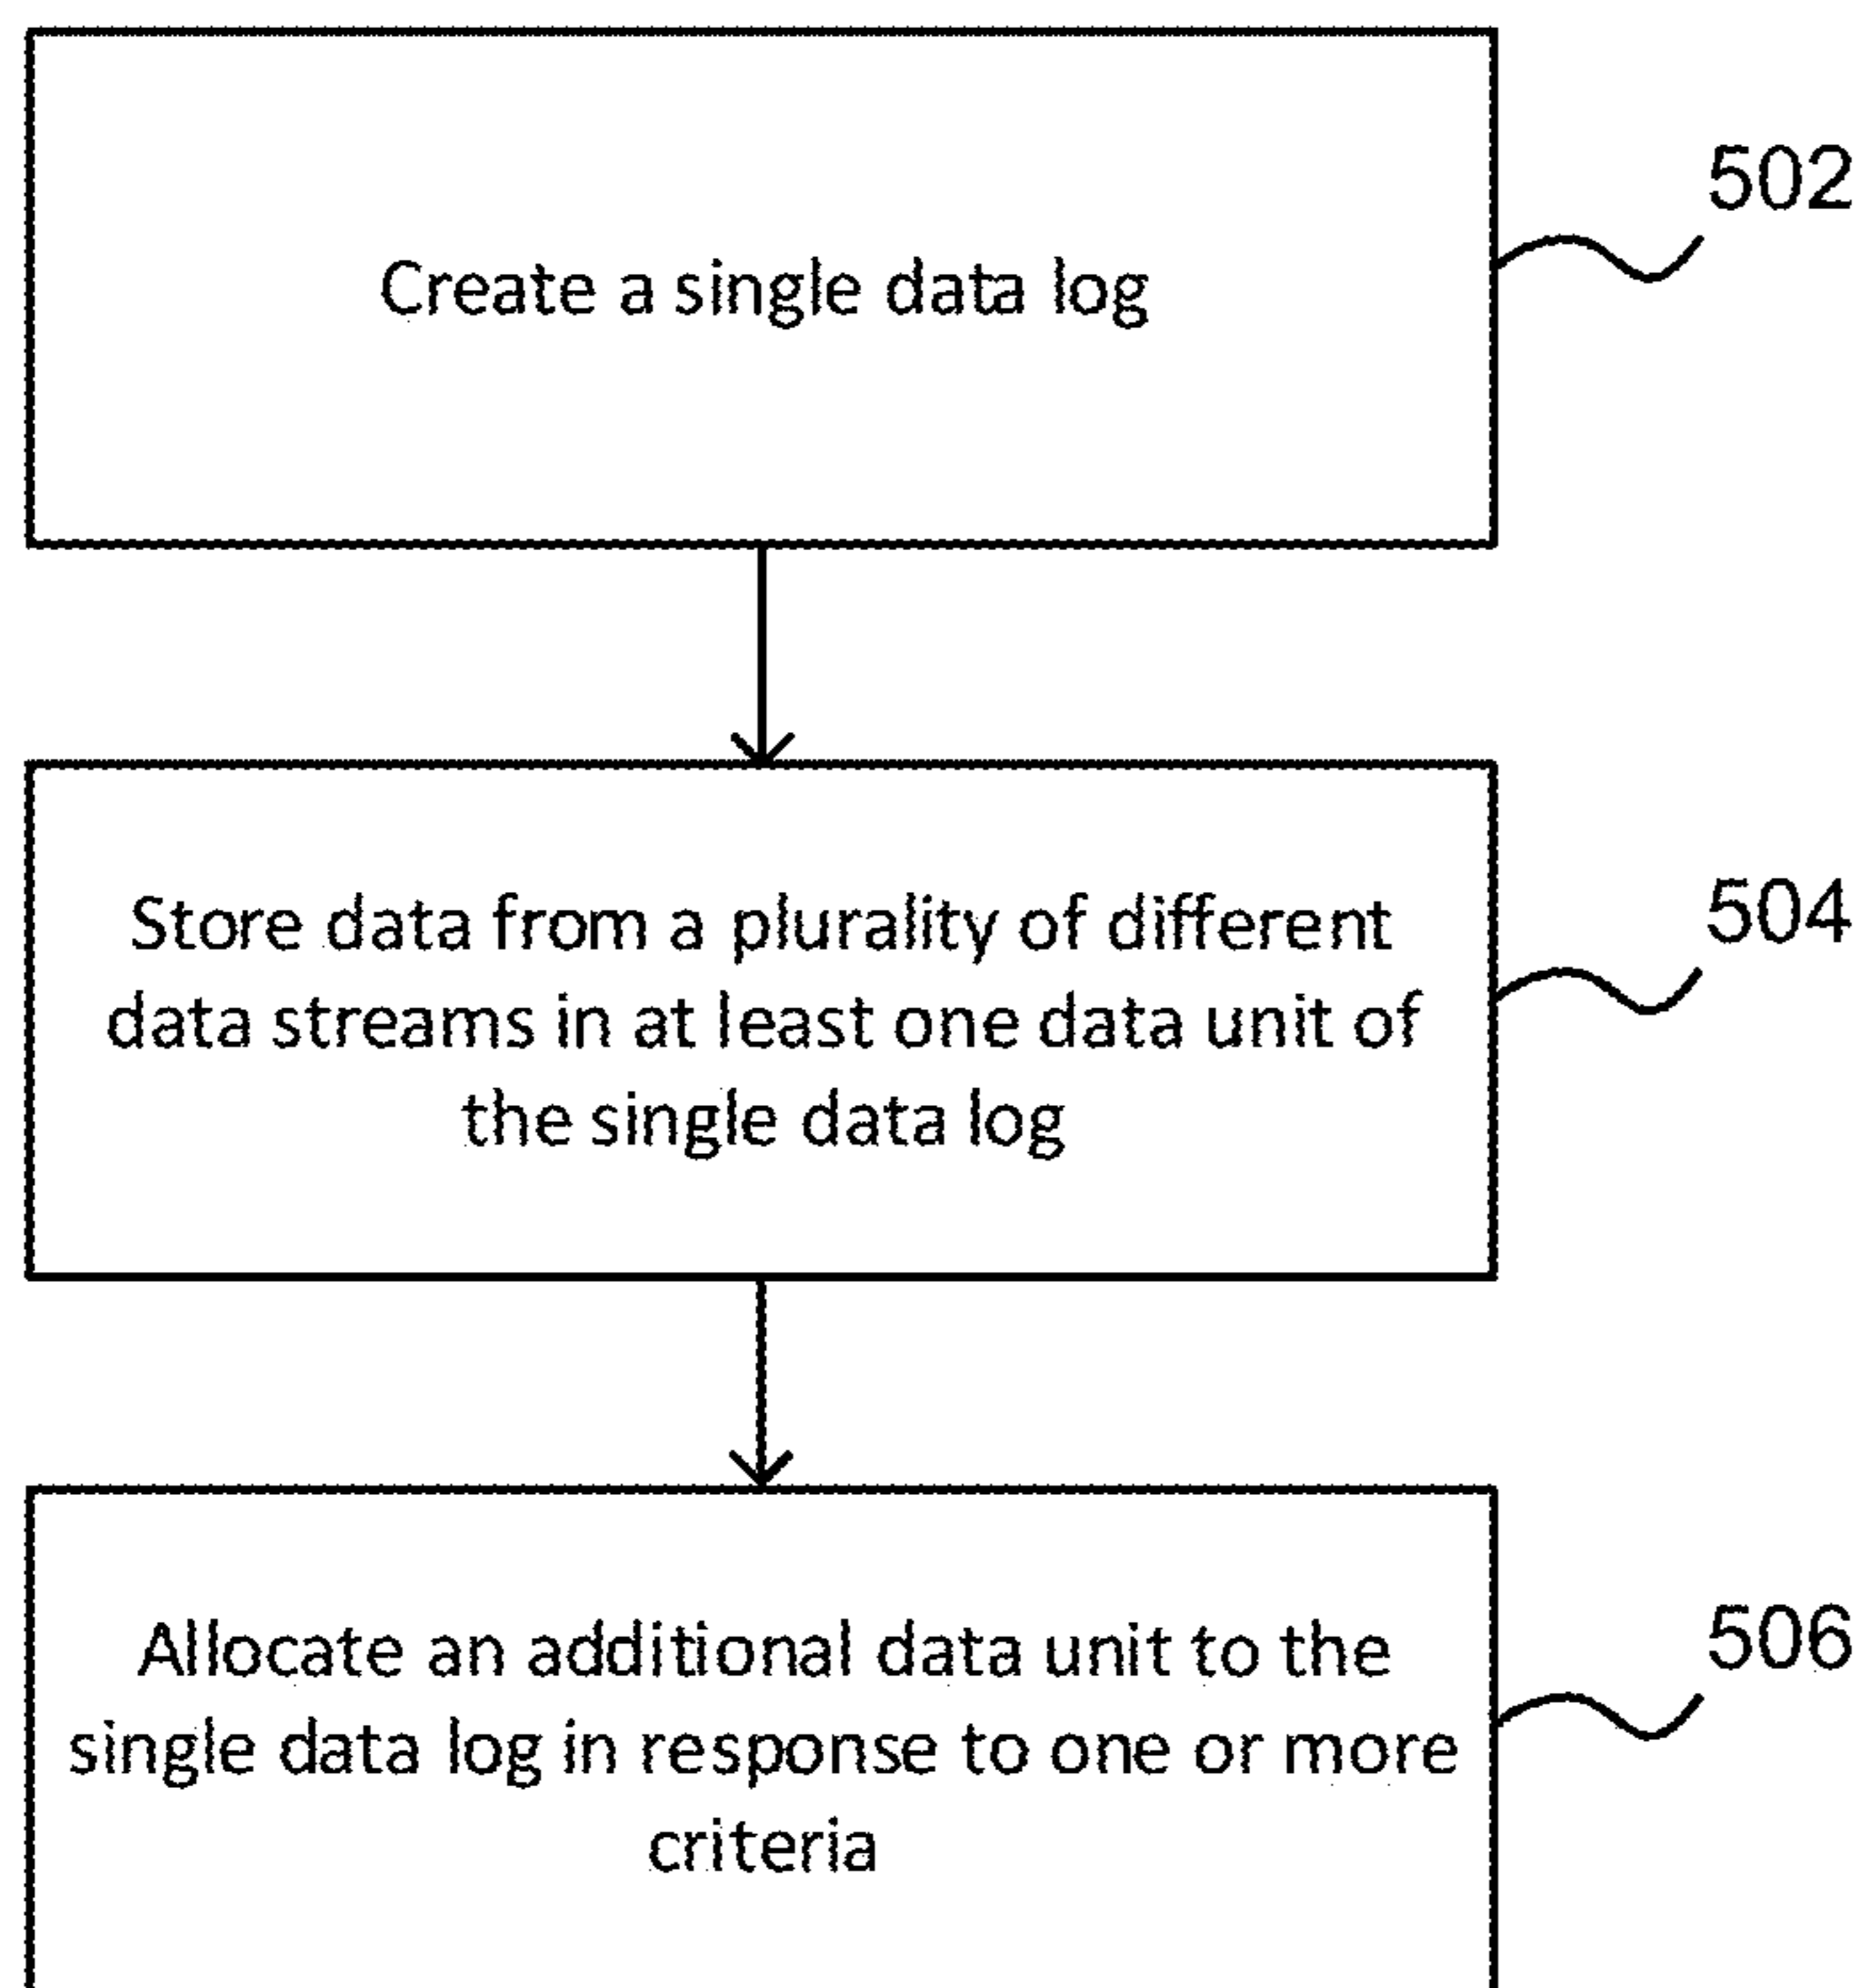 Create a single data log
502
Store data from a plurality of different
data streams in at least one data unit of
the single data log
504
Allocate an additional data unit to the
single data log in response to one or more
criteria
506